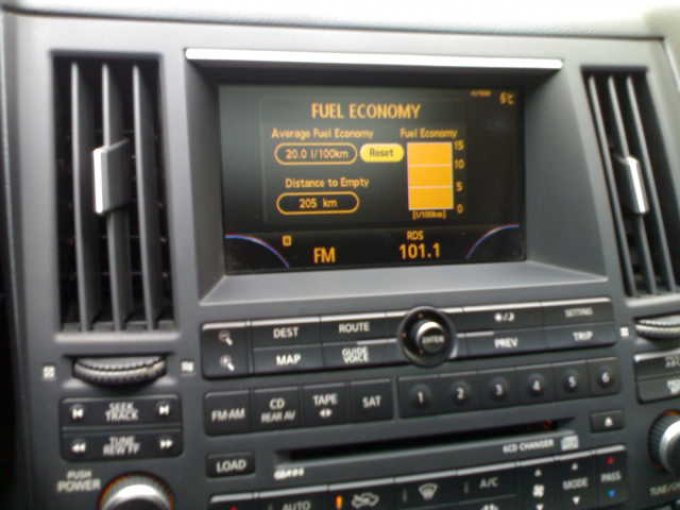 6°C
FUEL ECONOMY
Average Fuel Economy
Fuel Economy
20.0 l/100km
Reset
15
10
5
0
Distance to Empty
205 km
[l/100km]
FM
RDS
101.1
DEST
ROUTE
SETTING
MAP
GUIDE VOICE
ENTER
PREV
TRIP
FM·AM
CD REAR AV
TAPE
SAT
1 2 3 4 5 6
SEEK
TRACK
TUNE
REW FF
LOAD
6CD CHANGER
PUSH
POWER
AUTO
A/C
MODE
PASS